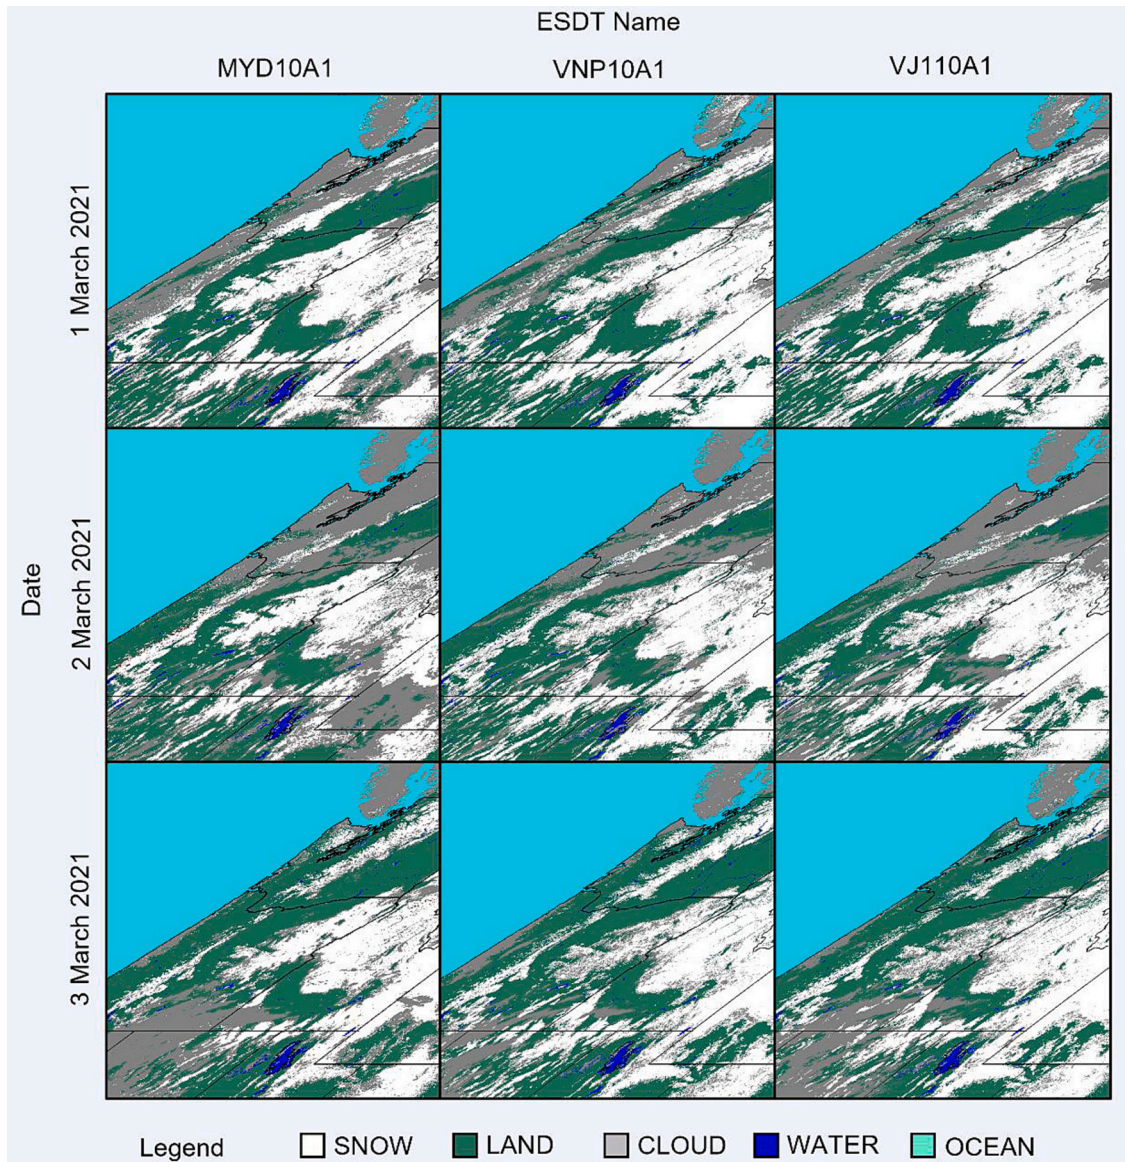 ESDT Name
MYD10A1
VNP10A1
VJ110A1
1 March 2021
2 March 2021
Date
3 March 2021
Legend
SNOW
LAND
CLOUD
WATER
OCEAN